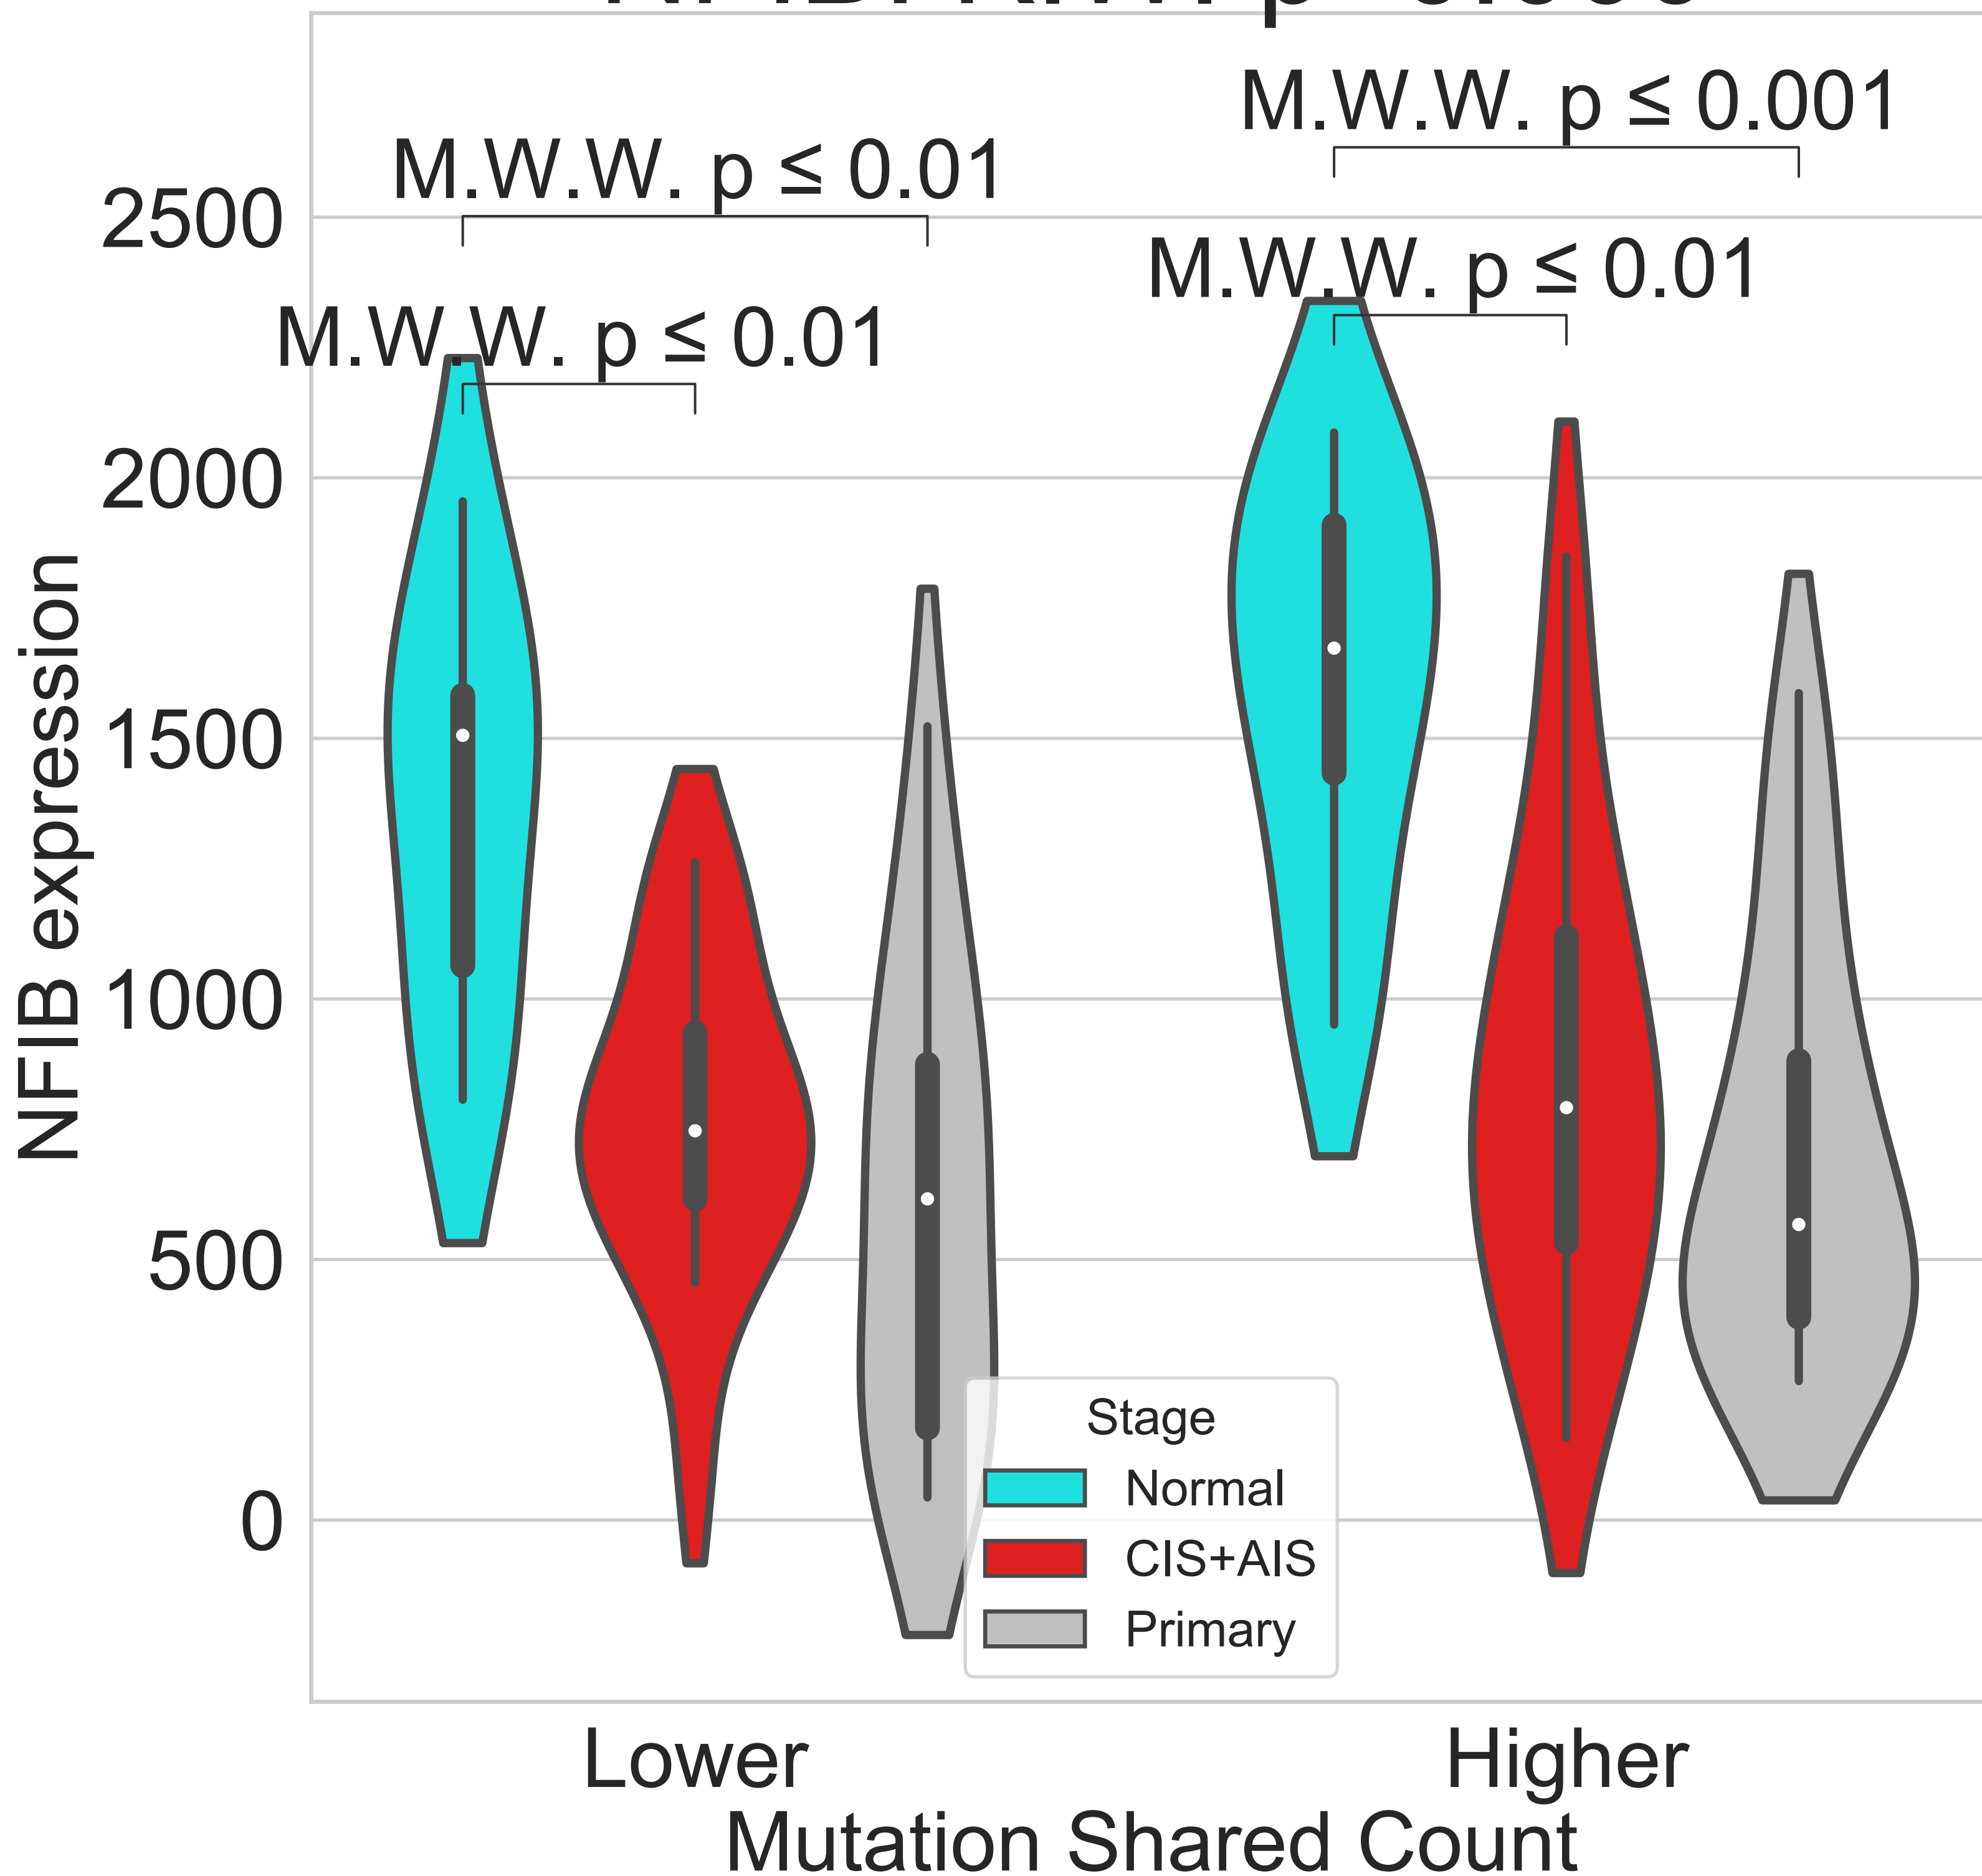 M.W.W. p ≤ 0.001
M.W.W. p ≤ 0.01
M.W.W. p ≤ 0.01
M.W.W. p ≤ 0.01
2500
2000
1500
1000
500
0
NFIB expression
Stage
Normal
CIS+AIS
Primary
Lower
Higher
Mutation Shared Count